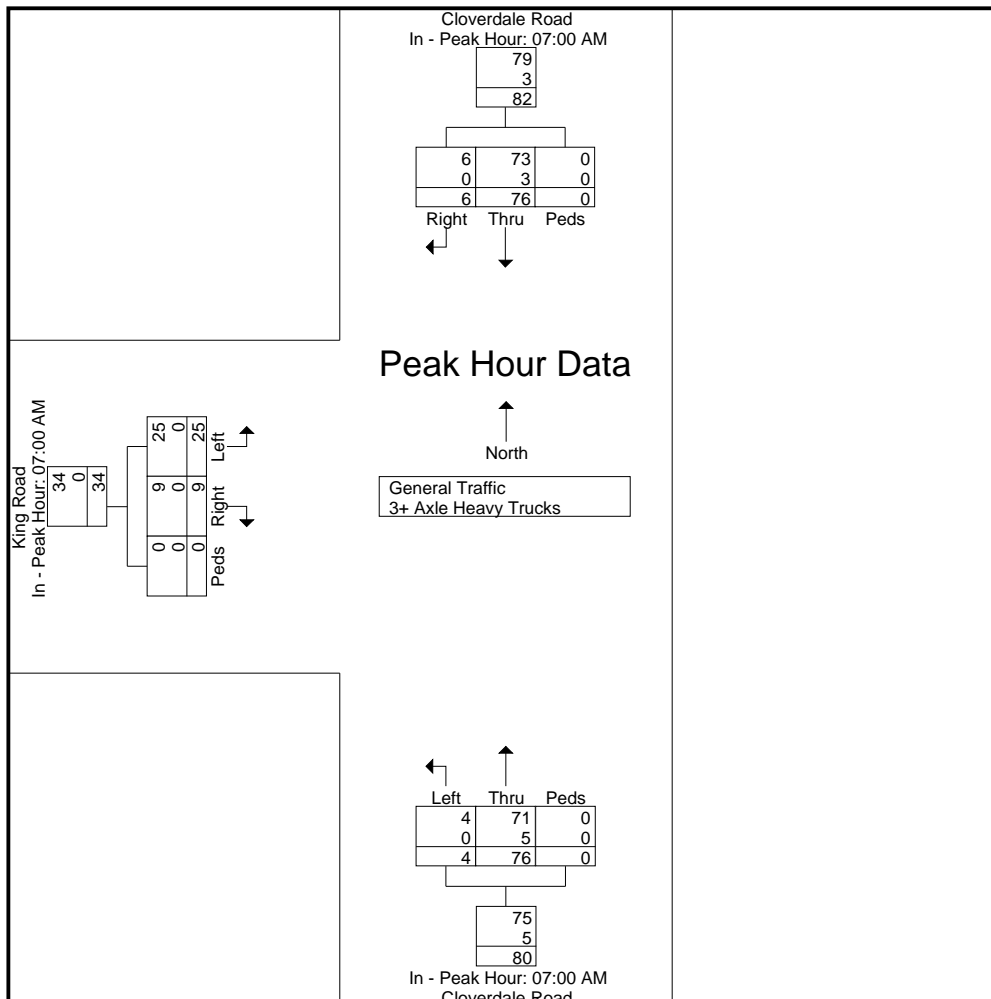 Cloverdale Road
In - Peak Hour: 07:00 AM
79
3
82
6 73 0
0 3 0
6 76 0
Right Thru Peds
Peak Hour Data
North
General Traffic
3+ Axle Heavy Trucks
King Road
In - Peak Hour: 07:00 AM
34
0
34
25 0 25
Left
9 0 9
Right
0 0 0
Peds
Left Thru Peds
4 71 0
0 5 0
4 76 0
75
5
80
In - Peak Hour: 07:00 AM
Cloverdale Road